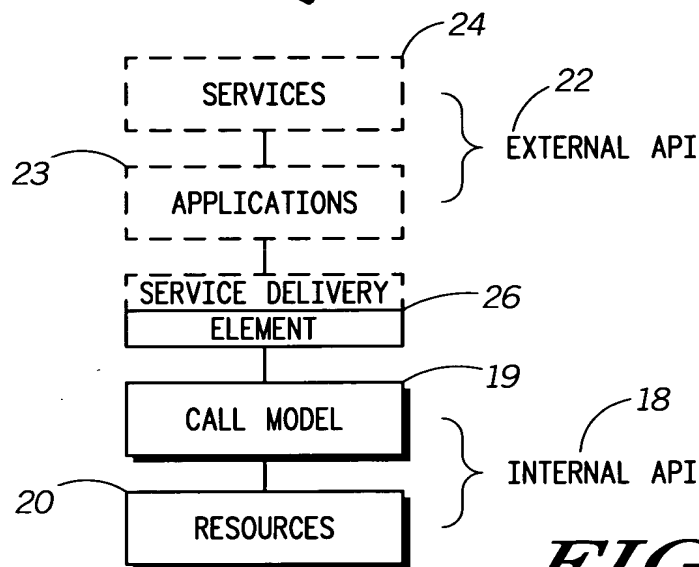 24
SERVICES
22
EXTERNAL API
23
APPLICATIONS
SERVICE DELIVERY
26
ELEMENT
19
CALL MODEL
18
INTERNAL API
20
RESOURCES
FIG